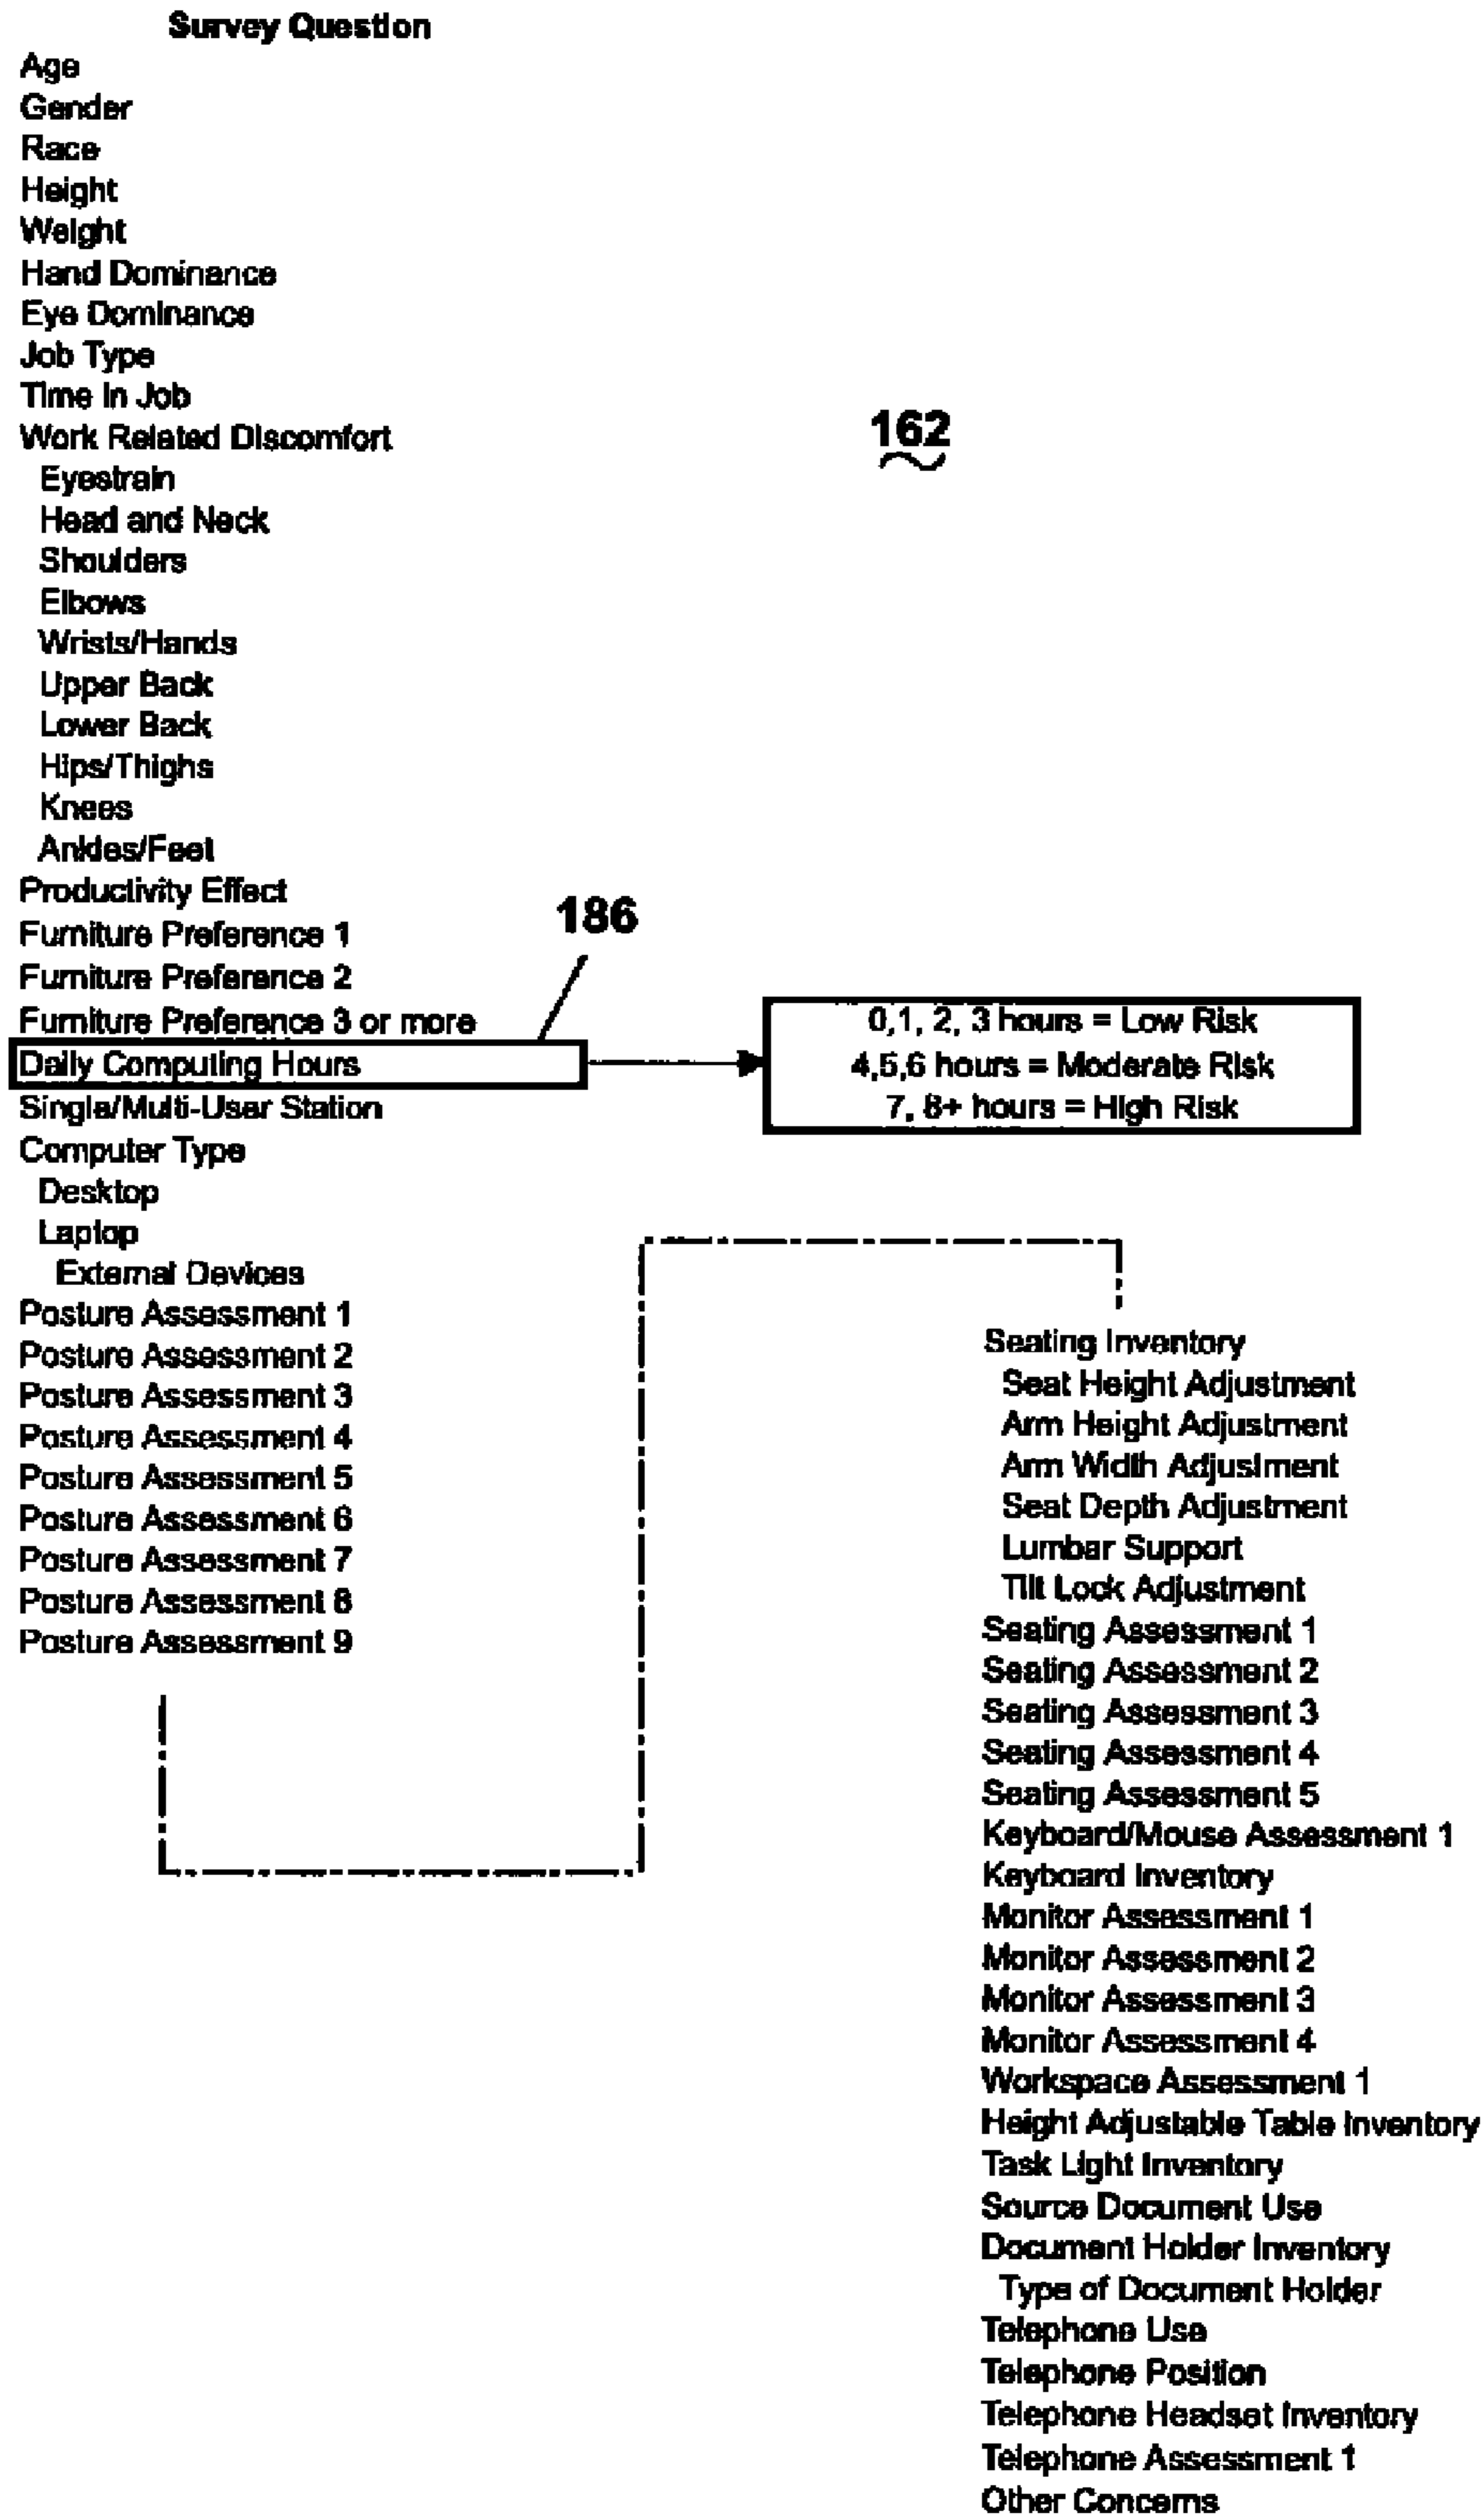 Survey Question
Age
Gender
Race
Height
Weight
Hand Dominance
Eye Dominance
Job Type
Time In Job
Work Related Discomfort
Eyestrain
Head and Neck
Shoulders
Elbows
Wrists/Hands
Upper Back
Lower Back
Hips/Thighs
Knees
Ankles/Feet
Productivity Effect
Furniture Preference 1
Furniture Preference 2
Furniture Preference 3 or more
Daily Computing Hours
Single/Multi-User Station
Computer Type
Desktop
Laptop
External Devices
Posture Assessment 1
Posture Assessment 2
Posture Assessment 3
Posture Assessment 4
Posture Assessment 5
Posture Assessment 6
Posture Assessment 7
Posture Assessment 8
Posture Assessment 9
162
186
0,1, 2, 3 hours = Low Risk
4,5,6 hours = Moderate Risk
7, 8+ hours = High Risk
Seating Inventory
Seat Height Adjustment
Arm Height Adjustment
Arm Width Adjustment
Seat Depth Adjustment
Lumbar Support
Tilt Lock Adjustment
Seating Assessment 1
Seating Assessment 2
Seating Assessment 3
Seating Assessment 4
Seating Assessment 5
Keyboard/Mouse Assessment 1
Keyboard Inventory
Monitor Assessment 1
Monitor Assessment 2
Monitor Assessment 3
Monitor Assessment 4
Workspace Assessment 1
Height Adjustable Table Inventory
Task Light Inventory
Source Document Use
Document Holder Inventory
Type of Document Holder
Telephone Use
Telephone Position
Telephone Headset Inventory
Telephone Assessment 1
Other Concerns